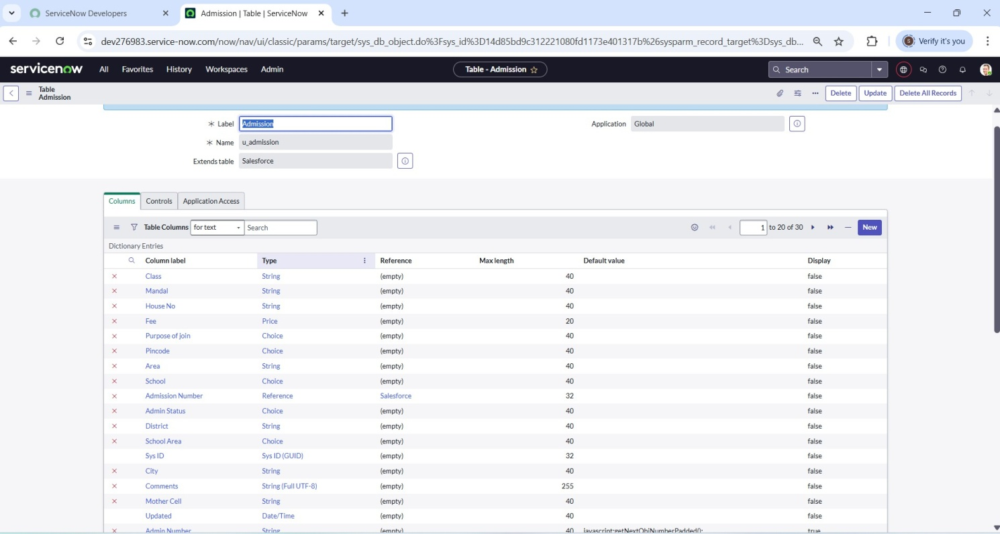 ServiceNow Developers
Admission | Table | ServiceNow
dev276983.service-now.com/now/nav/ui/classic/params/target/sys_db_object.do%3Fsys_id%3D14d85bd9c312221080fd1173e401317b%26sysparm_record_target%3Dsys_db...
Verify it's you
servicenow All Favorites History Workspaces Admin Table - Admission Search
Table
Admission
Delete Update Delete All Records
Label Admission Application Global
Name u_admission
Extends table Salesforce
Columns Controls Application Access
Table Columns for text Search 1 to 20 of 30 New
Dictionary Entries
Column label Type Reference Max length Default value Display
Class String (empty) 40 false
Mandal String (empty) 40 false
House No String (empty) 40 false
Fee Price (empty) 20 false
Purpose of join Choice (empty) 40 false
Pincode Choice (empty) 40 false
Area String (empty) 40 false
School Choice (empty) 40 false
Admission Number Reference Salesforce 32 false
Admin Status Choice (empty) 40 false
District String (empty) 40 false
School Area Choice (empty) 40 false
Sys ID Sys ID (GUID) (empty) 32 false
City String (empty) 40 false
Comments String (Full UTF-8) (empty) 255 false
Mother Cell String (empty) 40 false
Updated Date/Time (empty) 40 false
Admin Number String (empty) 40 javascript:getNextObjNumberPadded(); true